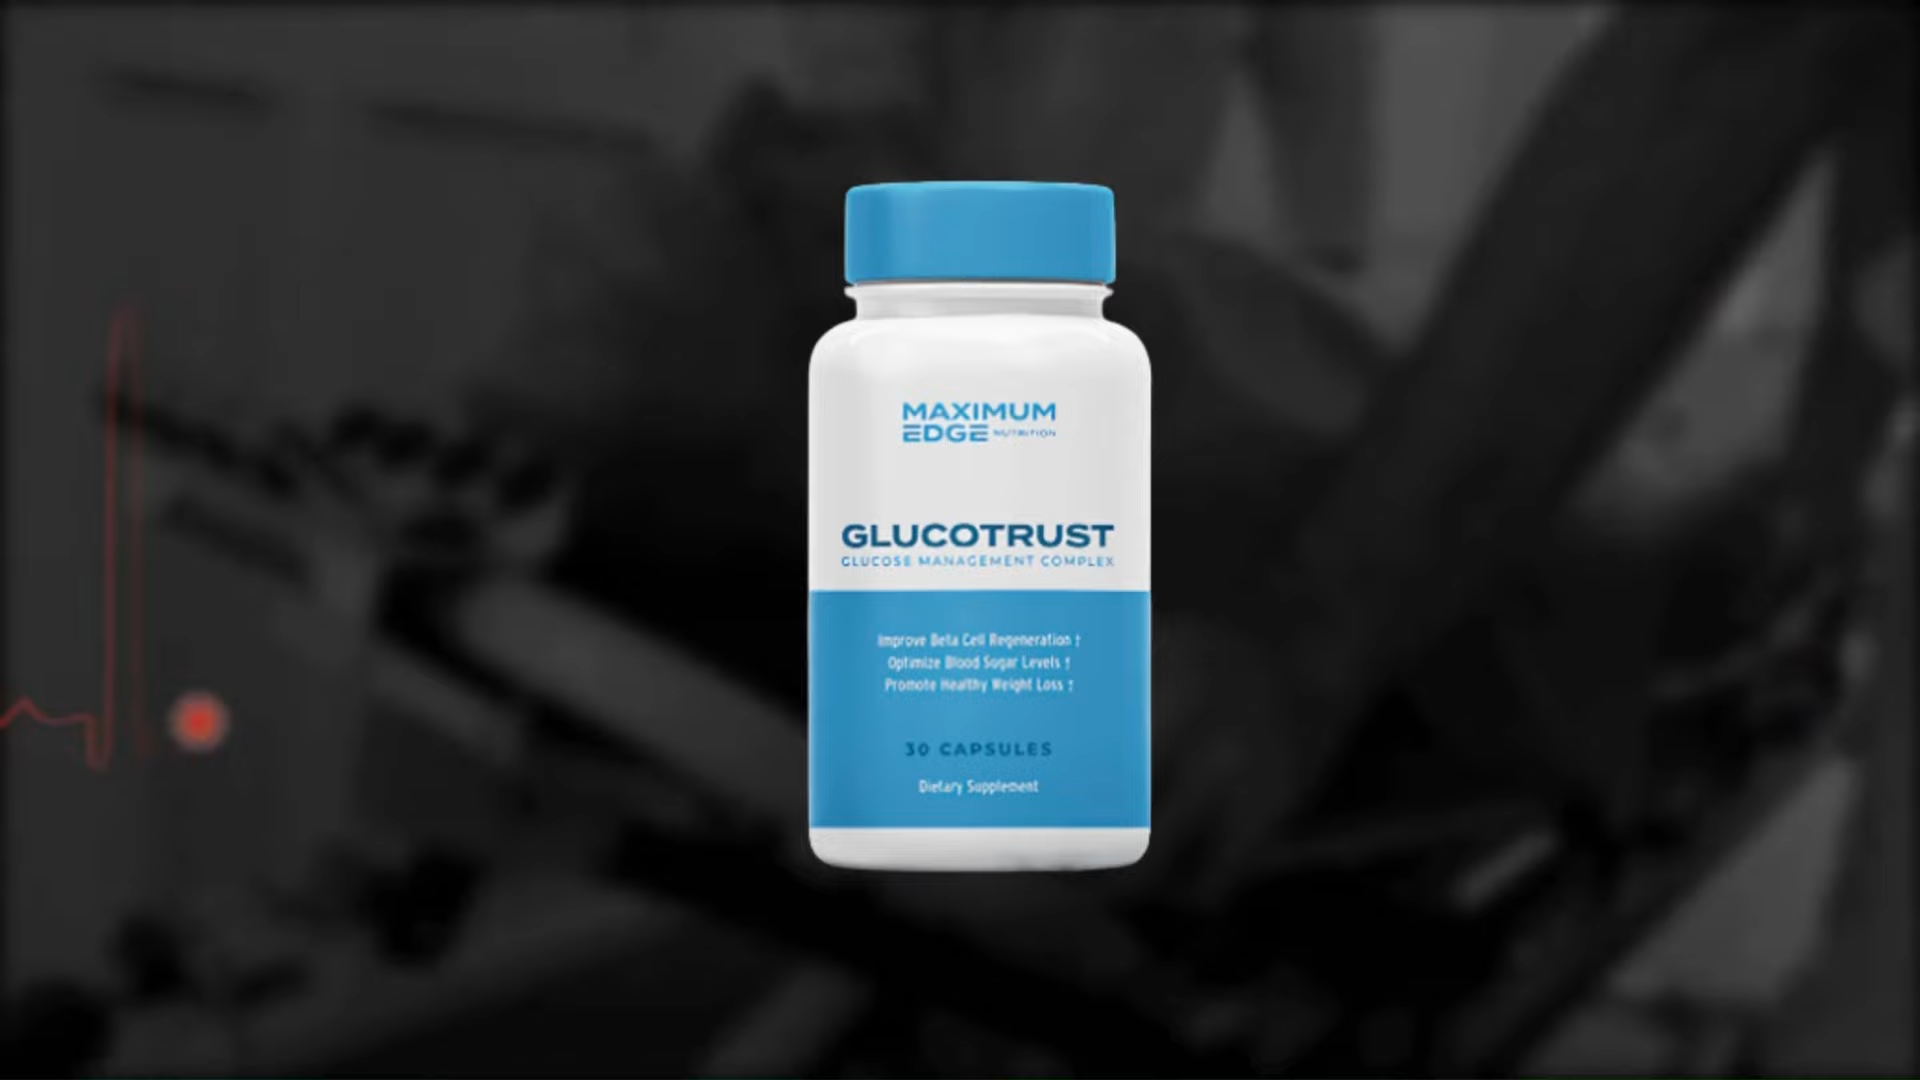 MAXIMUM
EDGE NUTRITION
GLUCOTRUST
GLUCOSE MANAGEMENT COMPLEX
Improve Beta Cell Regeneration †
Optimize Blood Sugar Levels †
Promote Healthy Weight Loss †
30 CAPSULES
Dietary Supplement